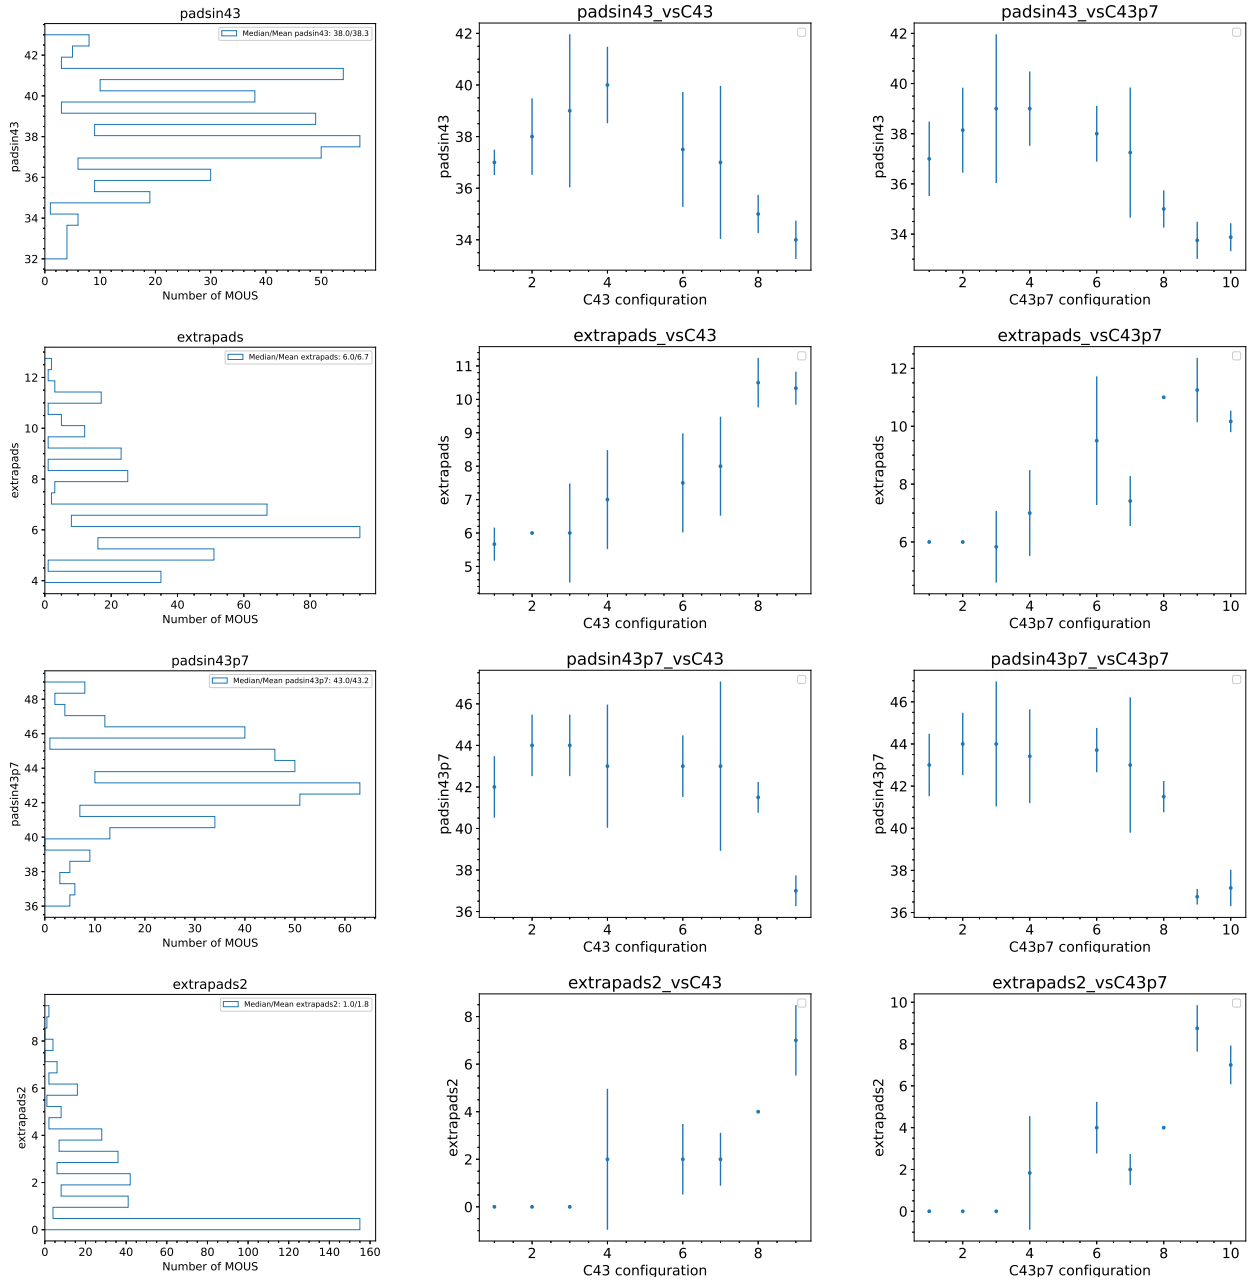 padsin43
Median/Mean padsin43: 38.0/38.3
padsin43
42
40
38
36
34
32
0 10 20 30 40 50
Number of MOUS
padsin43_vsC43
padsin43
42
40
38
36
34
2 4 6 8
C43 configuration
padsin43_vsC43p7
padsin43
42
40
38
36
34
2 4 6 8 10
C43p7 configuration
extrapads
Median/Mean extrapads: 6.0/6.7
extrapads
12
10
8
6
4
0 20 40 60 80
Number of MOUS
extrapads_vsC43
extrapads
11
10
9
8
7
6
5
2 4 6 8
C43 configuration
extrapads_vsC43p7
extrapads
12
10
8
6
2 4 6 8 10
C43p7 configuration
padsin43p7
Median/Mean padsin43p7: 43.0/43.2
padsin43p7
48
46
44
42
40
38
36
0 10 20 30 40 50 60
Number of MOUS
padsin43p7_vsC43
padsin43p7
46
44
42
40
38
36
2 4 6 8
C43 configuration
padsin43p7_vsC43p7
padsin43p7
46
44
42
40
38
36
2 4 6 8 10
C43p7 configuration
extrapads2
Median/Mean extrapads2: 1.0/1.8
extrapads2
8
6
4
2
0
0 20 40 60 80 100 120 140 160
Number of MOUS
extrapads2_vsC43
extrapads2
8
6
4
2
0
2 4 6 8
C43 configuration
extrapads2_vsC43p7
extrapads2
10
8
6
4
2
0
2 4 6 8 10
C43p7 configuration